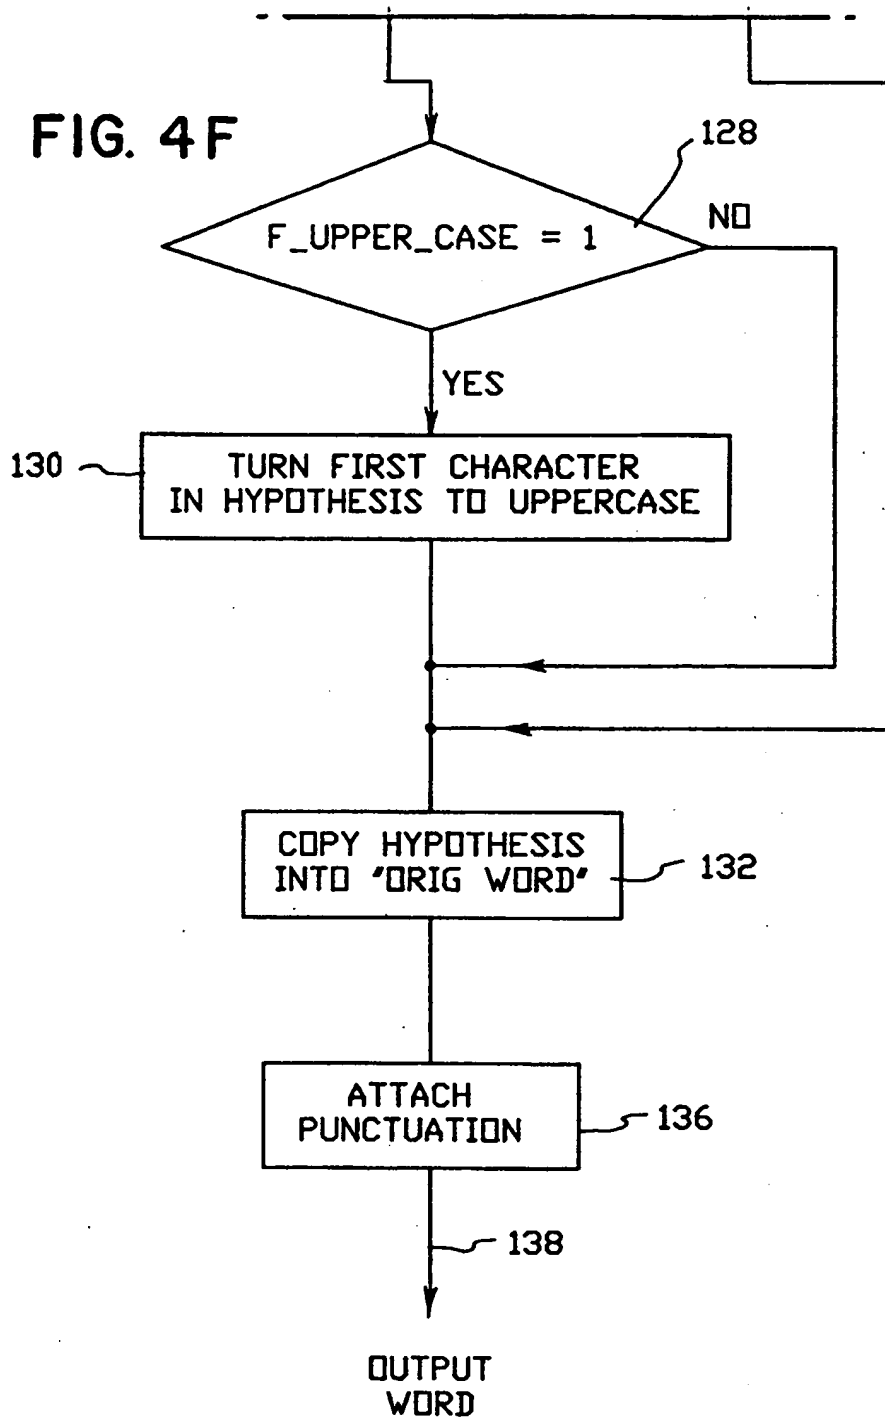 FIG. 4F
128
F_UPPER_CASE = 1
NO
YES
130
TURN FIRST CHARACTER
IN HYPOTHESIS TO UPPERCASE
COPY HYPOTHESIS
INTO "ORIG WORD"
132
ATTACH
PUNCTUATION
136
138
OUTPUT
WORD